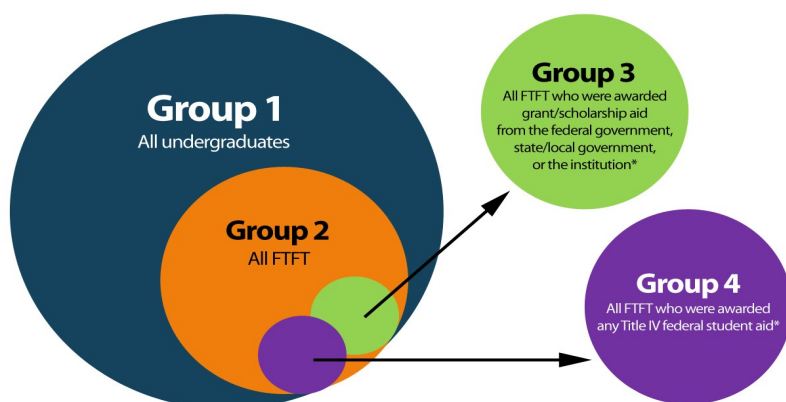 Group 1
All undergraduates
Group 2
All FTFT
Group 3
All FTFT who were awarded
grant/scholarship aid
from the federal government,
state/local government,
or the institution*
Group 4
All FTFT who were awarded
any Title IV federal student aid*